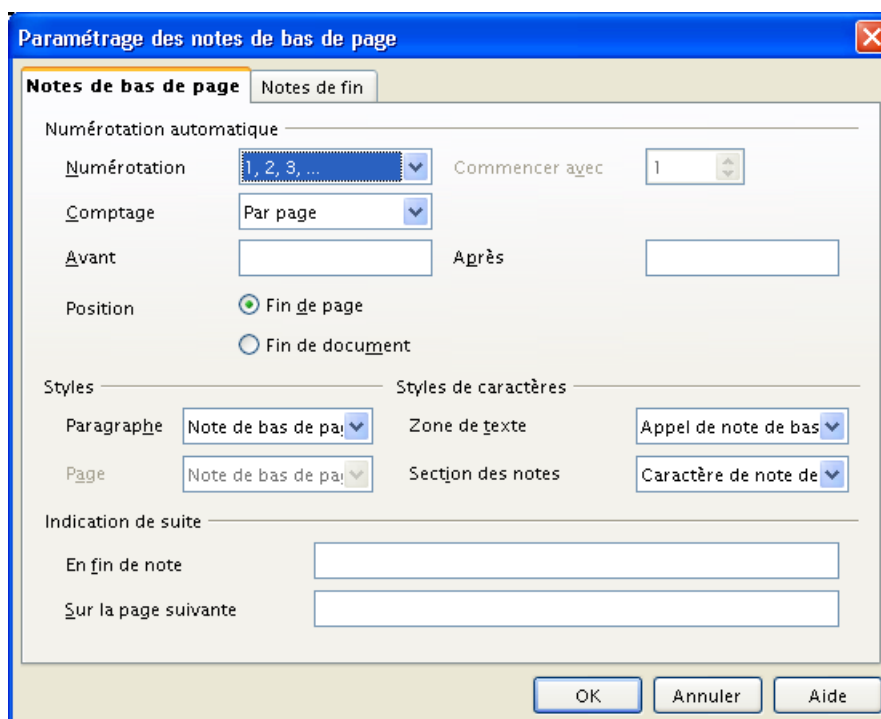 Paramétrage des notes de bas de page
Notes de bas de page Notes de fin
Numérotation automatique
Numérotation 1, 2, 3, ... Commencer avec 1
Comptage Par page
Avant Après
Position Fin de page
Fin de document
Styles Styles de caractères
Paragraphe Note de bas de pa Zone de texte Appel de note de bas
Page Note de bas de pa Section des notes Caractère de note de
Indication de suite
En fin de note
Sur la page suivante
OK Annuler Aide